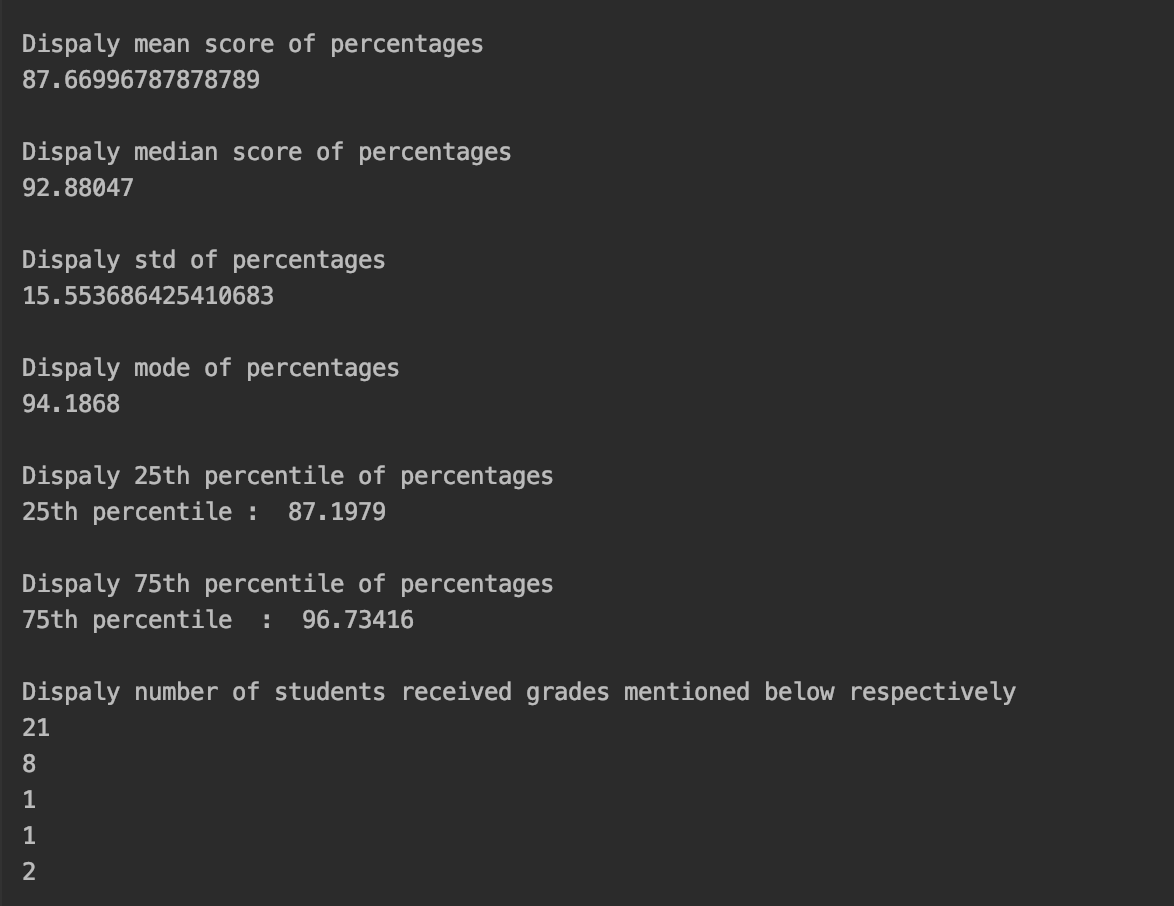 Dispaly mean score of percentages
87.66996787878789
Dispaly median score of percentages
92.88047
Dispaly std of percentages
15.553686425410683
Dispaly mode of percentages
94.1868
Dispaly 25th percentile of percentages
25th percentile :  87.1979
Dispaly 75th percentile of percentages
75th percentile  :  96.73416
Dispaly number of students received grades mentioned below respectively
21
8
1
1
2